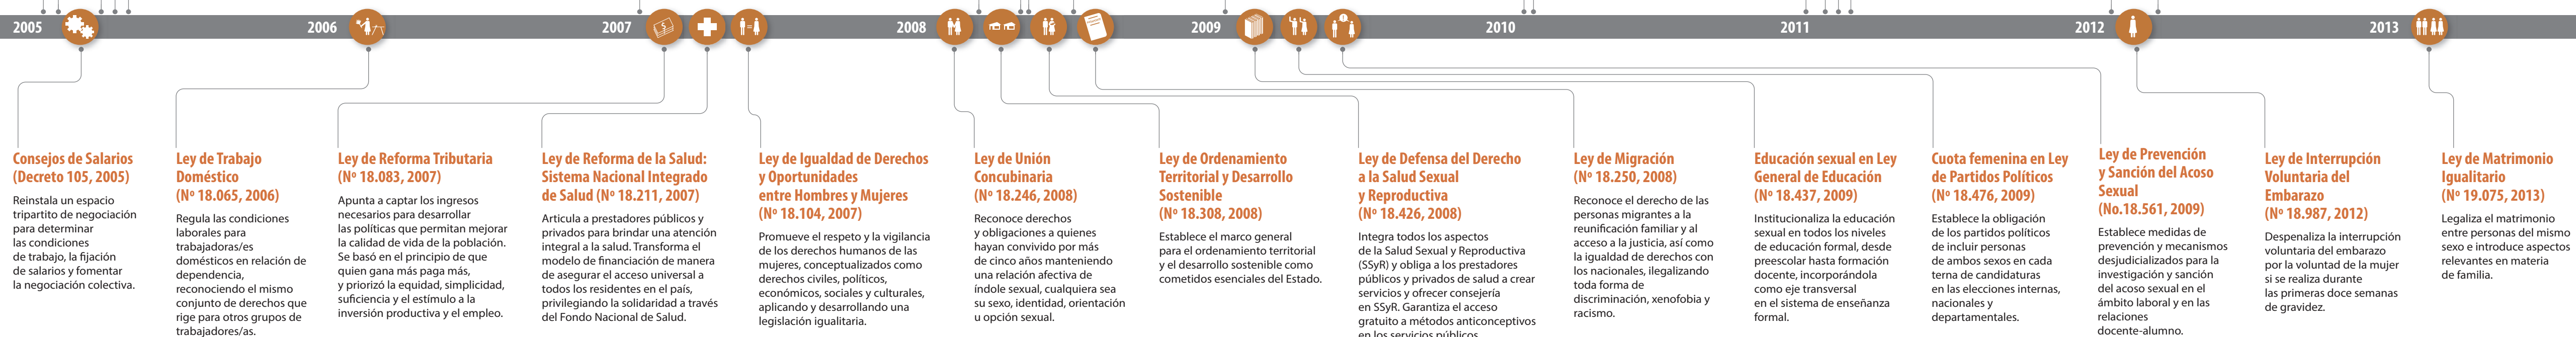 2005
2006
2007
2008
2009
2010
2011
2012
2013
Consejos de Salarios
(Decreto 105, 2005)
Reinstala un espacio
tripartito de negociación
para determinar
las condiciones
de trabajo, la fijación
de salarios y fomentar
la negociación colectiva.
Ley de Trabajo
Doméstico
(Nº 18.065, 2006)
Regula las condiciones
laborales para
trabajadoras/es
domésticos en relación de
dependencia,
reconociendo el mismo
conjunto de derechos que
rige para otros grupos de
trabajadores/as.
Ley de Reforma Tributaria
(Nº 18.083, 2007)
Apunta a captar los ingresos
necesarios para desarrollar
las políticas que permitan mejorar
la calidad de vida de la población.
Se basó en el principio de que
quien gana más paga más,
y priorizó la equidad, simplicidad,
suficiencia y el estímulo a la
inversión productiva y el empleo.
Ley de Reforma de la Salud:
Sistema Nacional Integrado
de Salud (Nº 18.211, 2007)
Articula a prestadores públicos y
privados para brindar una atención
integral a la salud. Transforma el
modelo de financiación de manera
de asegurar el acceso universal a
todos los residentes en el país,
privilegiando la solidaridad a través
del Fondo Nacional de Salud.
Ley de Igualdad de Derechos
y Oportunidades
entre Hombres y Mujeres
(Nº 18.104, 2007)
Promueve el respeto y la vigilancia
de los derechos humanos de las
mujeres, conceptualizados como
derechos civiles, políticos,
económicos, sociales y culturales,
aplicando y desarrollando una
legislación igualitaria.
Ley de Unión
Concubinaria
(Nº 18.246, 2008)
Reconoce derechos
y obligaciones a quienes
hayan convivido por más
de cinco años manteniendo
una relación afectiva de
índole sexual, cualquiera sea
su sexo, identidad, orientación
u opción sexual.
Ley de Ordenamiento
Territorial y Desarrollo
Sostenible
(Nº 18.308, 2008)
Establece el marco general
para el ordenamiento territorial
y el desarrollo sostenible como
cometidos esenciales del Estado.
Ley de Defensa del Derecho
a la Salud Sexual
y Reproductiva
(Nº 18.426, 2008)
Integra todos los aspectos
de la Salud Sexual y Reproductiva
(SSyR) y obliga a los prestadores
públicos y privados de salud a crear
servicios y ofrecer consejería
en SSyR. Garantiza el acceso
gratuito a métodos anticonceptivos
en los servicios públicos
Ley de Migración
(Nº 18.250, 2008)
Reconoce el derecho de las
personas migrantes a la
reunificación familiar y al
acceso a la justicia, así como
la igualdad de derechos con
los nacionales, ilegalizando
toda forma de
discriminación, xenofobia y
racismo.
Educación sexual en Ley
General de Educación
(Nº 18.437, 2009)
Institucionaliza la educación
sexual en todos los niveles
de educación formal, desde
preescolar hasta formación
docente, incorporándola
como eje transversal
en el sistema de enseñanza
formal.
Cuota femenina en Ley
de Partidos Políticos
(Nº 18.476, 2009)
Establece la obligación
de los partidos políticos
de incluir personas
de ambos sexos en cada
terna de candidaturas
en las elecciones internas,
nacionales y
departamentales.
Ley de Prevención
y Sanción del Acoso
Sexual
(No.18.561, 2009)
Establece medidas de
prevención y mecanismos
desjudicializados para la
investigación y sanción
del acoso sexual en el
ámbito laboral y en las
relaciones
docente-alumno.
Ley de Interrupción
Voluntaria del
Embarazo
(Nº 18.987, 2012)
Despenaliza la interrupción
voluntaria del embarazo
por la voluntad de la mujer
si se realiza durante
las primeras doce semanas
de gravidez.
Ley de Matrimonio
Igualitario
(Nº 19.075, 2013)
Legaliza el matrimonio
entre personas del mismo
sexo e introduce aspectos
relevantes en materia
de familia.